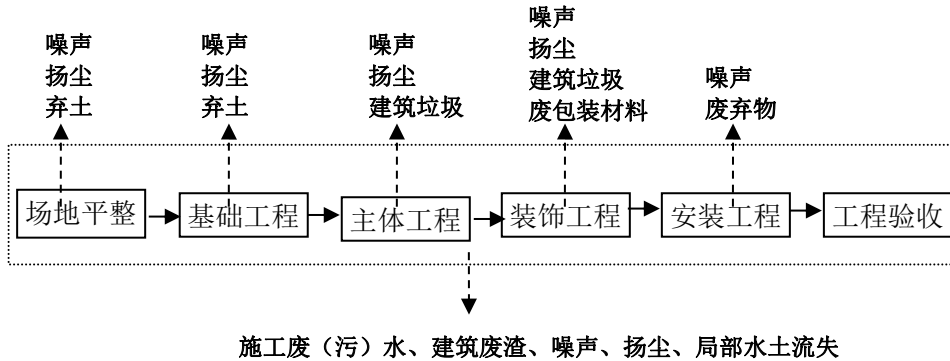 噪声
扬尘
弃土
噪声
扬尘
弃土
噪声
扬尘
建筑垃圾
噪声
扬尘
建筑垃圾
废包装材料
噪声
废弃物
场地平整
基础工程
主体工程
装饰工程
安装工程
工程验收
施工废（污）水、建筑废渣、噪声、扬尘、局部水土流失